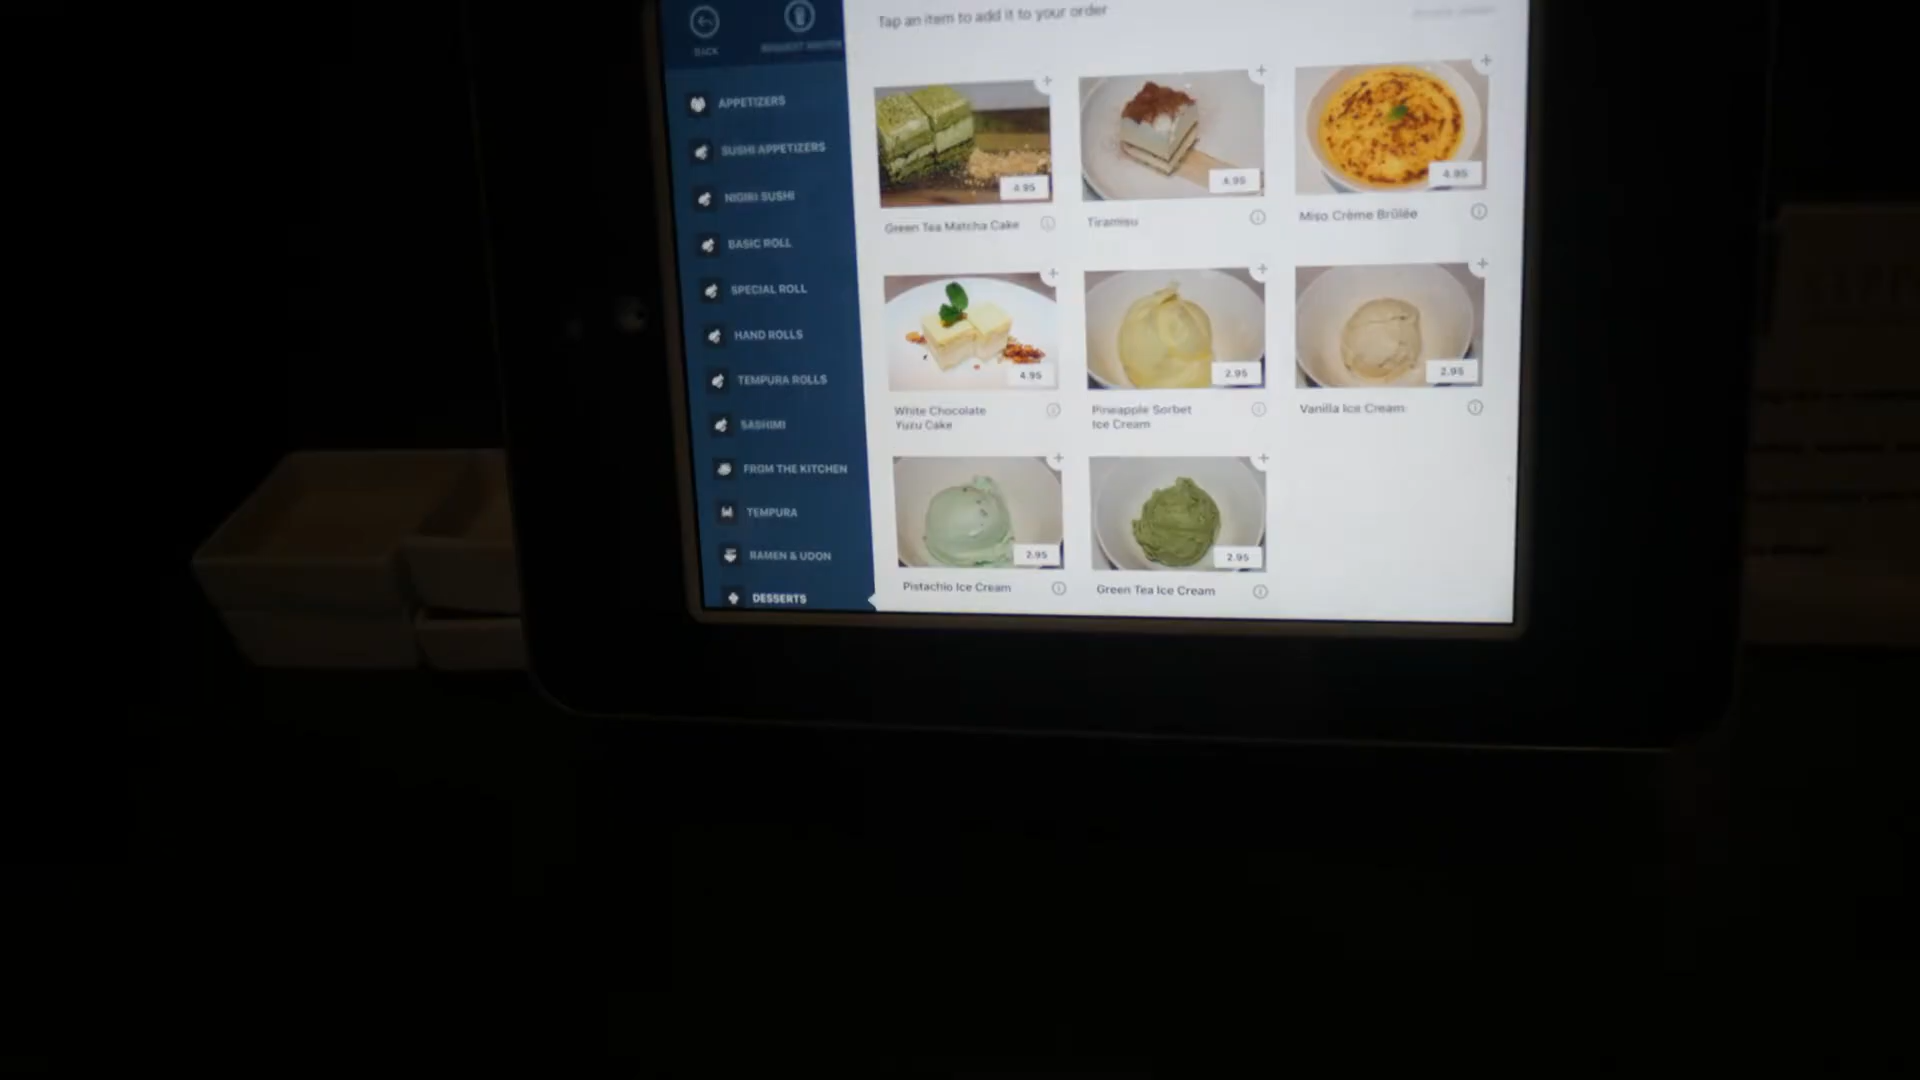 Tap an item to add it to your order
BACK
REQUEST WAITER
APPETIZERS
SUSHI APPETIZERS
NIGIRI SUSHI
BASIC ROLL
SPECIAL ROLL
HAND ROLLS
TEMPURA ROLLS
SASHIMI
FROM THE KITCHEN
TEMPURA
RAMEN & UDON
DESSERTS
4.95
Green Tea Matcha Cake
4.95
Tiramisu
4.95
Miso Crème Brûlée
4.95
White Chocolate
Yuzu Cake
2.95
Pineapple Sorbet
Ice Cream
2.95
Vanilla Ice Cream
2.95
Pistachio Ice Cream
2.95
Green Tea Ice Cream